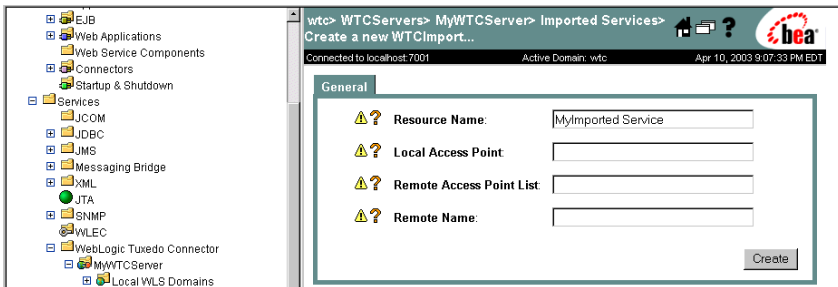 EJB
Web Applications
Web Service Components
Connectors
Startup & Shutdown
Services
JCOM
JDBC
JMS
Messaging Bridge
XML
JTA
SNMP
WLEC
WebLogic Tuxedo Connector
MyWTCServer
Local WLS Domains
wtc> WTCServers> MyWTCServer> Imported Services>
Create a new WTCImport...
?
bea
Connected to localhost:7001 Active Domain: wtc Apr 10, 2003 9:07:33 PM EDT
General
? Resource Name: MyImported Service
? Local Access Point:
? Remote Access Point List:
? Remote Name:
Create